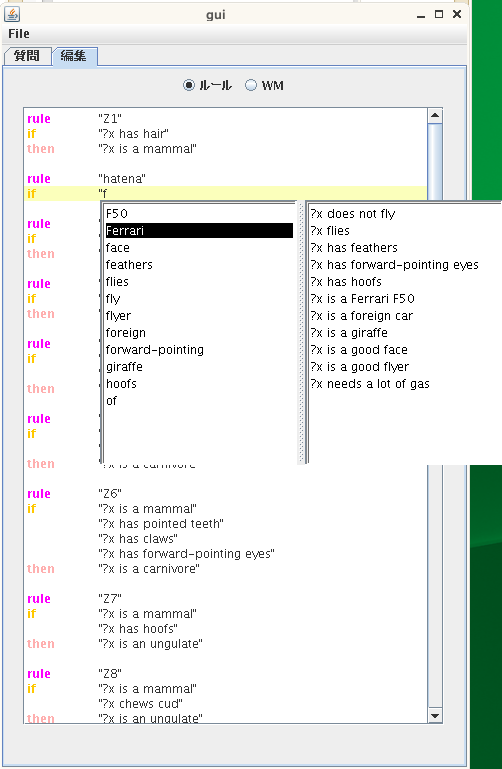 gui
File
質問 編集
ルール WM
rule "Z1"
if "?x has hair"
then "?x is a mammal"
rule "hatena"
if "f
rule
if
then
rule
if
then
rule
if
then
rule
if
then "?x is a carnivore"
F50
Ferrari
face
feathers
flies
fly
flyer
foreign
forward-pointing
giraffe
hoofs
of
?x does not fly
?x flies
?x has feathers
?x has forward-pointing eyes
?x has hoofs
?x is a Ferrari F50
?x is a foreign car
?x is a giraffe
?x is a good face
?x is a good flyer
?x needs a lot of gas
rule "Z6"
if "?x is a mammal"
"?x has pointed teeth"
"?x has claws"
"?x has forward-pointing eyes"
then "?x is a carnivore"
rule "Z7"
if "?x is a mammal"
"?x has hoofs"
then "?x is an ungulate"
rule "Z8"
if "?x is a mammal"
"?x chews cud"
then "?x is an ungulate"